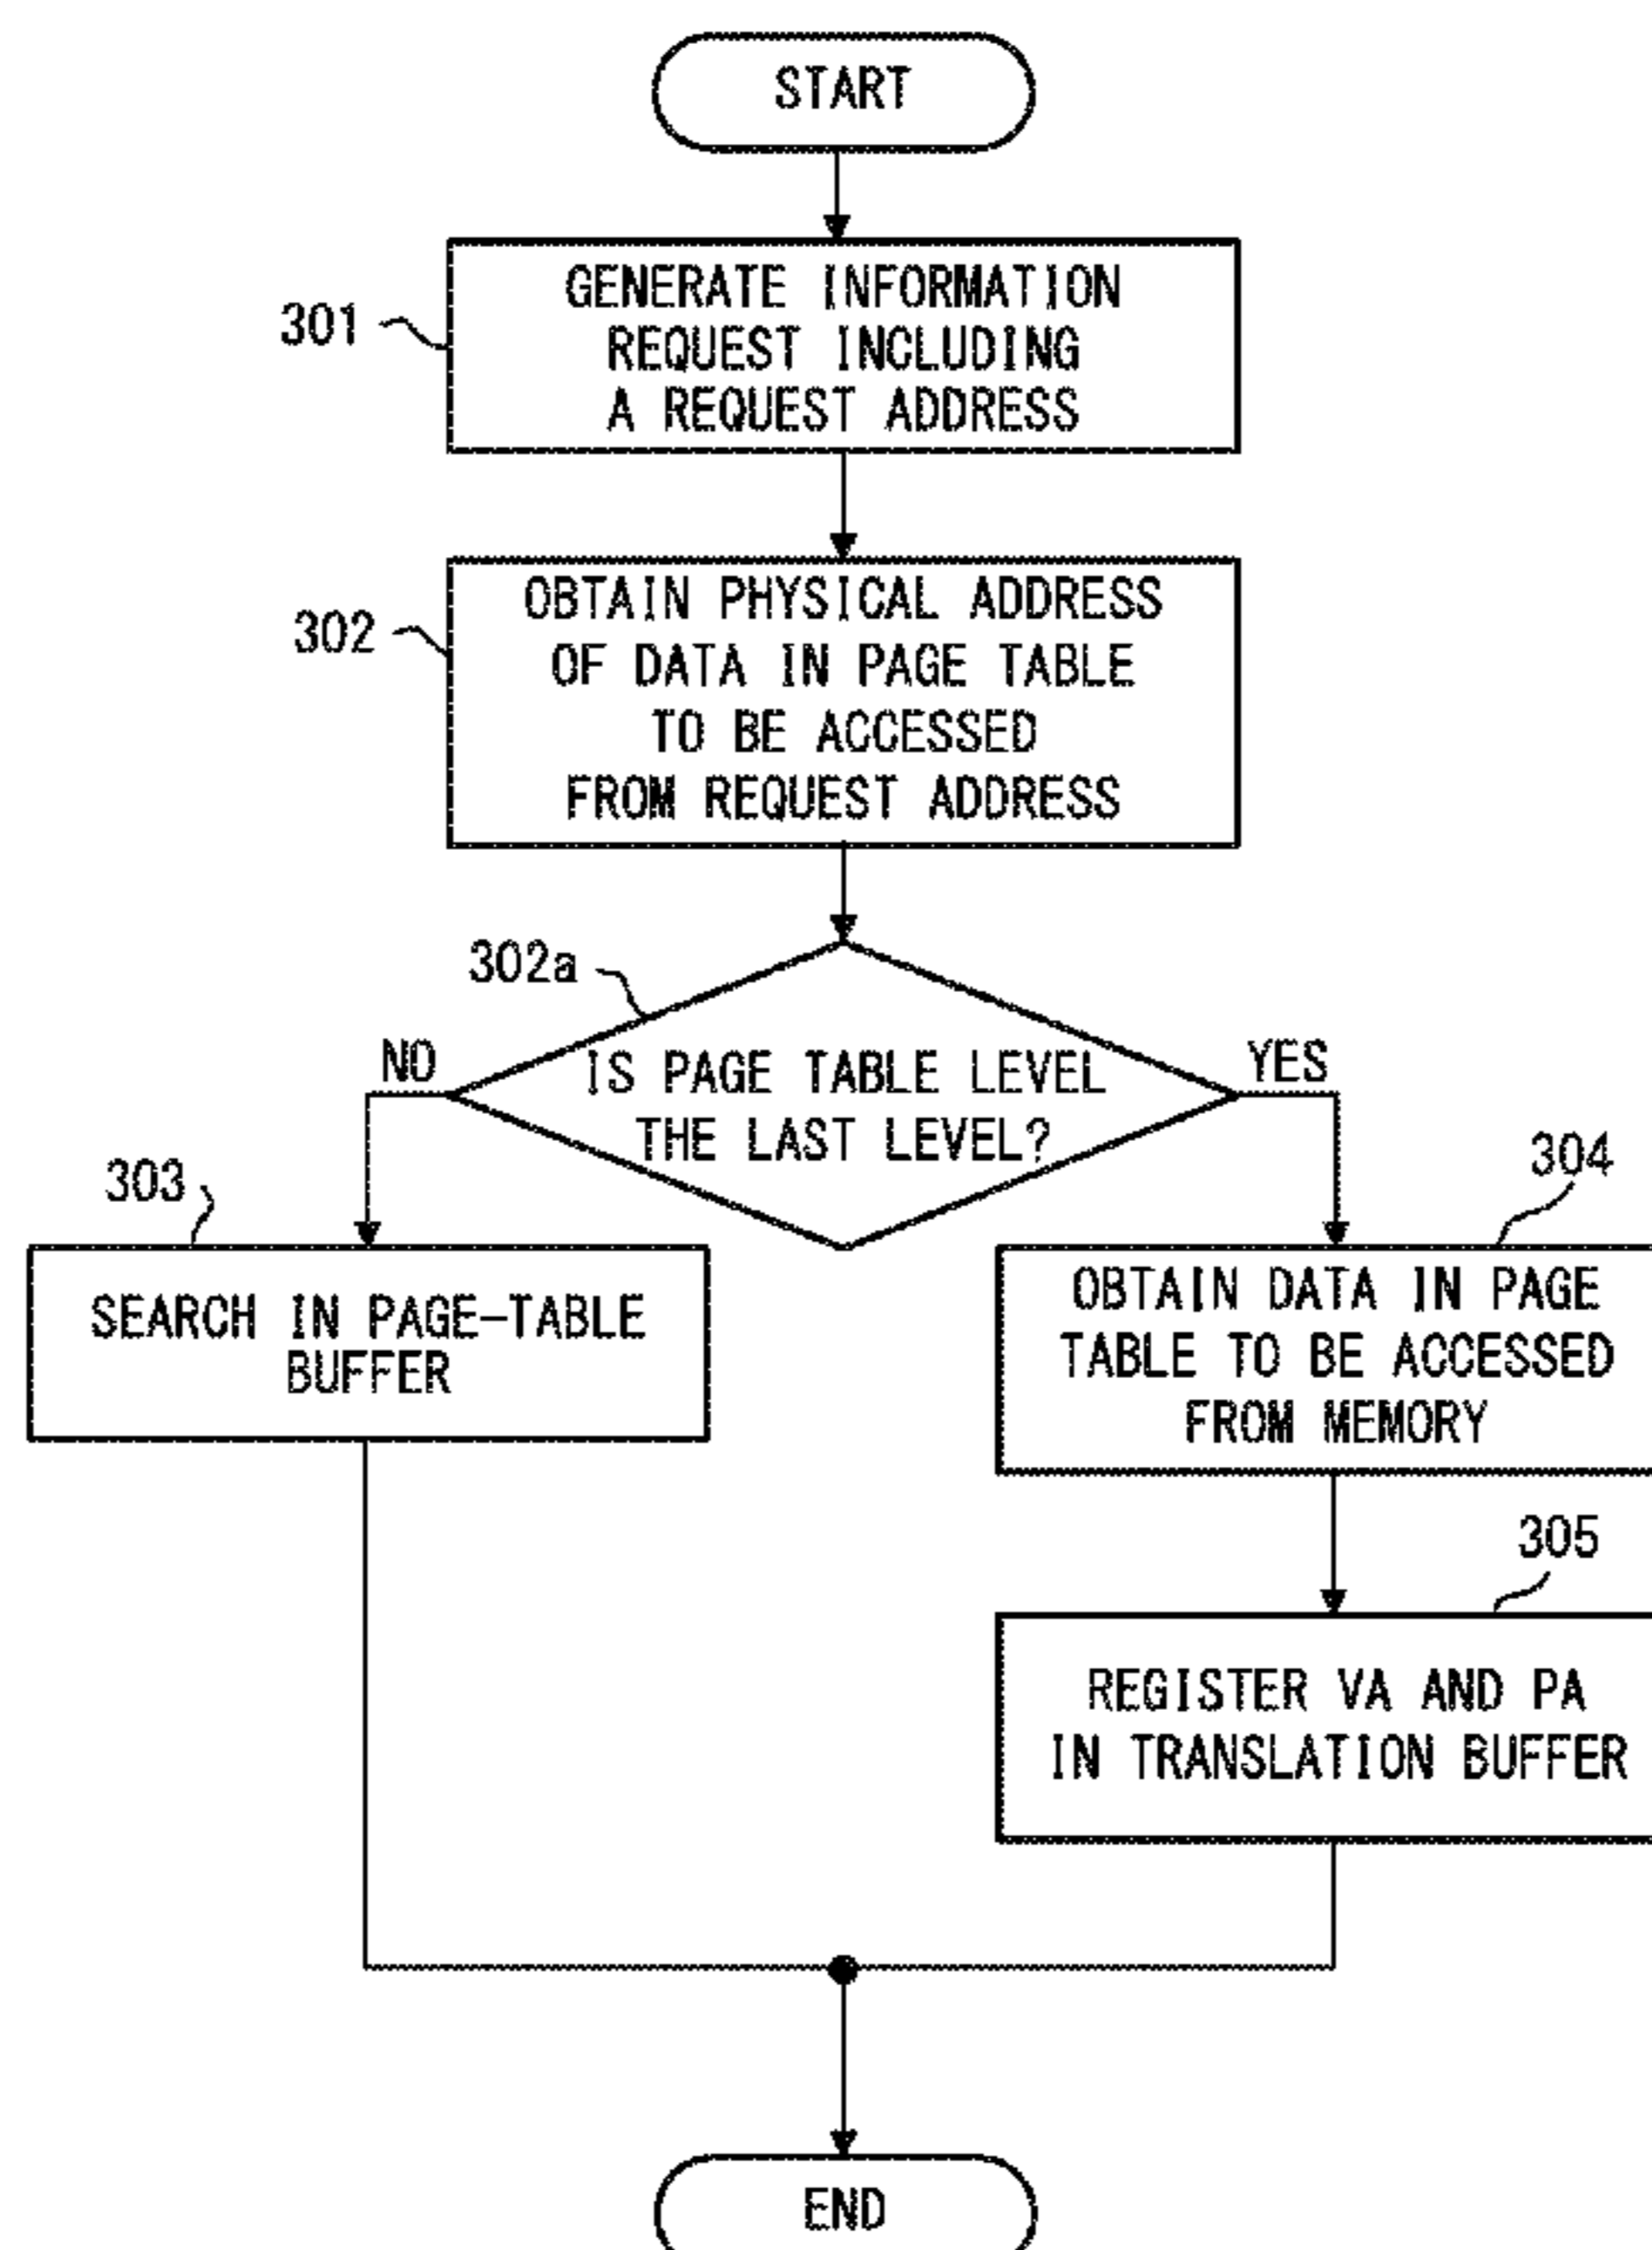 START
301
GENERATE INFORMATION
REQUEST INCLUDING
A REQUEST ADDRESS
302
OBTAIN PHYSICAL ADDRESS
OF DATA IN PAGE TABLE
TO BE ACCESSED
FROM REQUEST ADDRESS
302a
NO
IS PAGE TABLE LEVEL
THE LAST LEVEL?
YES
303
SEARCH IN PAGE-TABLE
BUFFER
304
OBTAIN DATA IN PAGE
TABLE TO BE ACCESSED
FROM MEMORY
305
REGISTER VA AND PA
IN TRANSLATION BUFFER
END